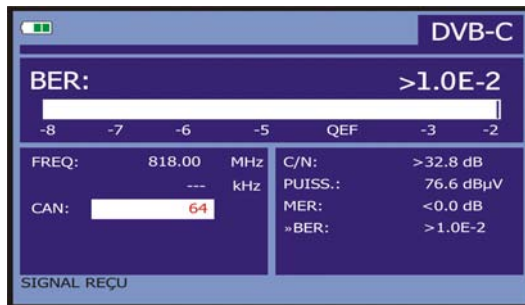 DVB-C
BER: >1.0E-2
-8 -7 -6 -5 QEF -3 -2
FREQ: 818.00 MHz
--- kHz
CAN: 64
C/N: >32.8 dB
PUISS.: 76.6 dBµV
MER: <0.0 dB
»BER: >1.0E-2
SIGNAL REÇU